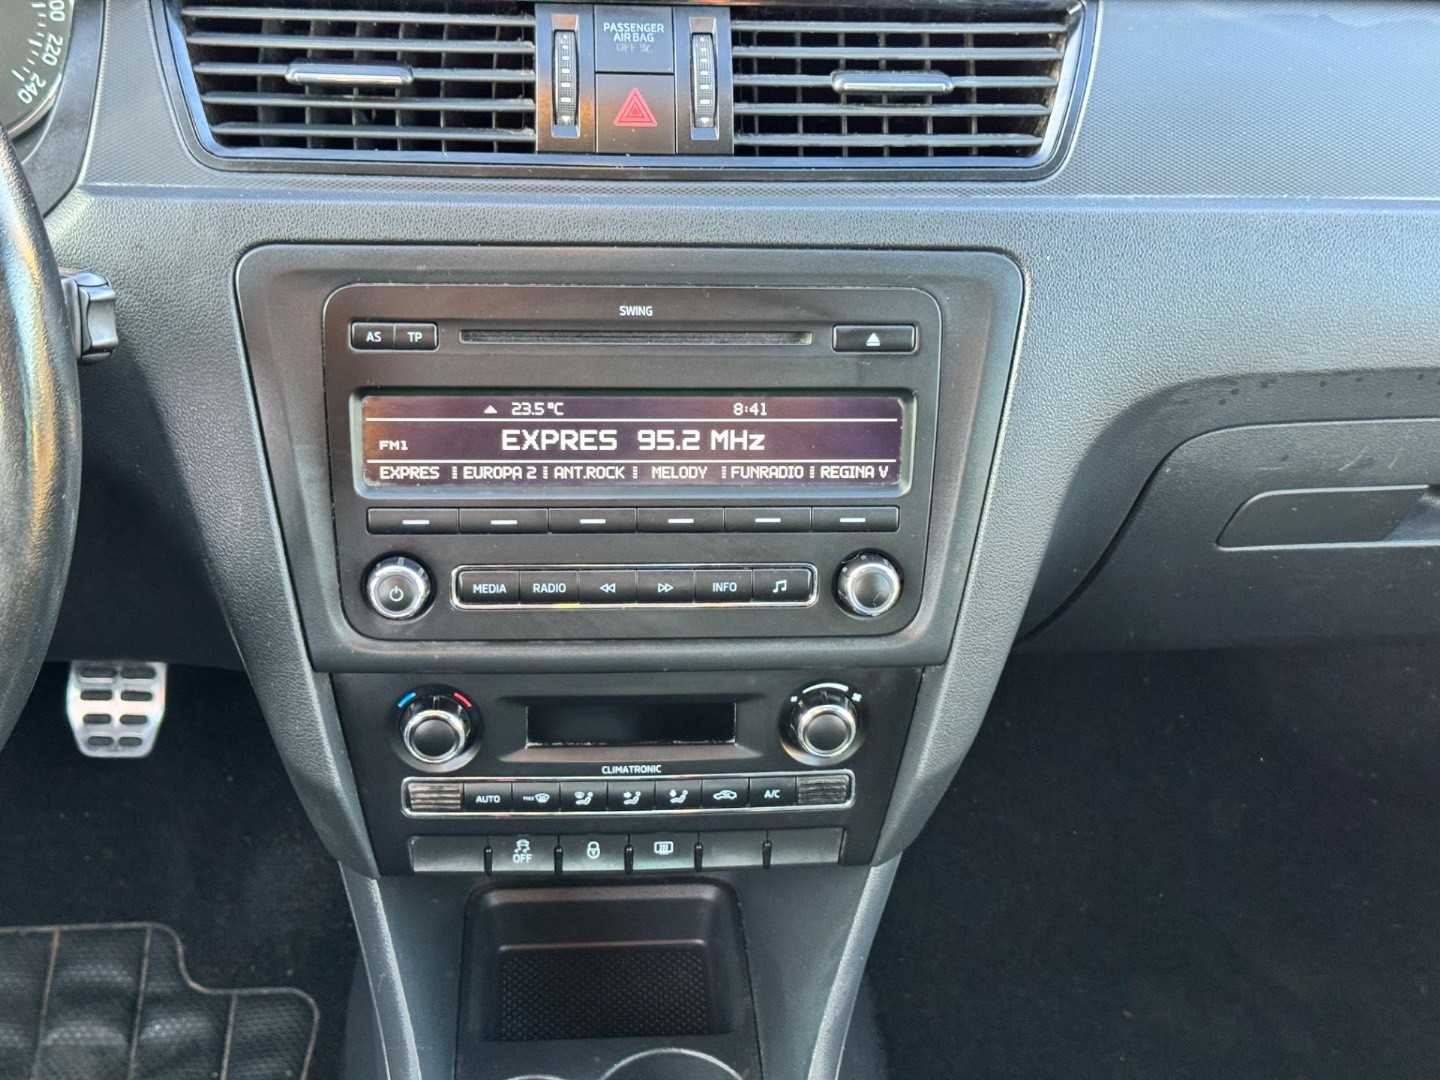 200
220
240
PASSENGER
AIR BAG
OFF
SWING
AS TP
23.5°C 8:41
FM1 EXPRES 95.2 MHz
EXPRES EUROPA 2 ANT.ROCK MELODY FUNRADIO REGINA V
MEDIA RADIO INFO
CLIMATRONIC
AUTO MAX A/C
OFF